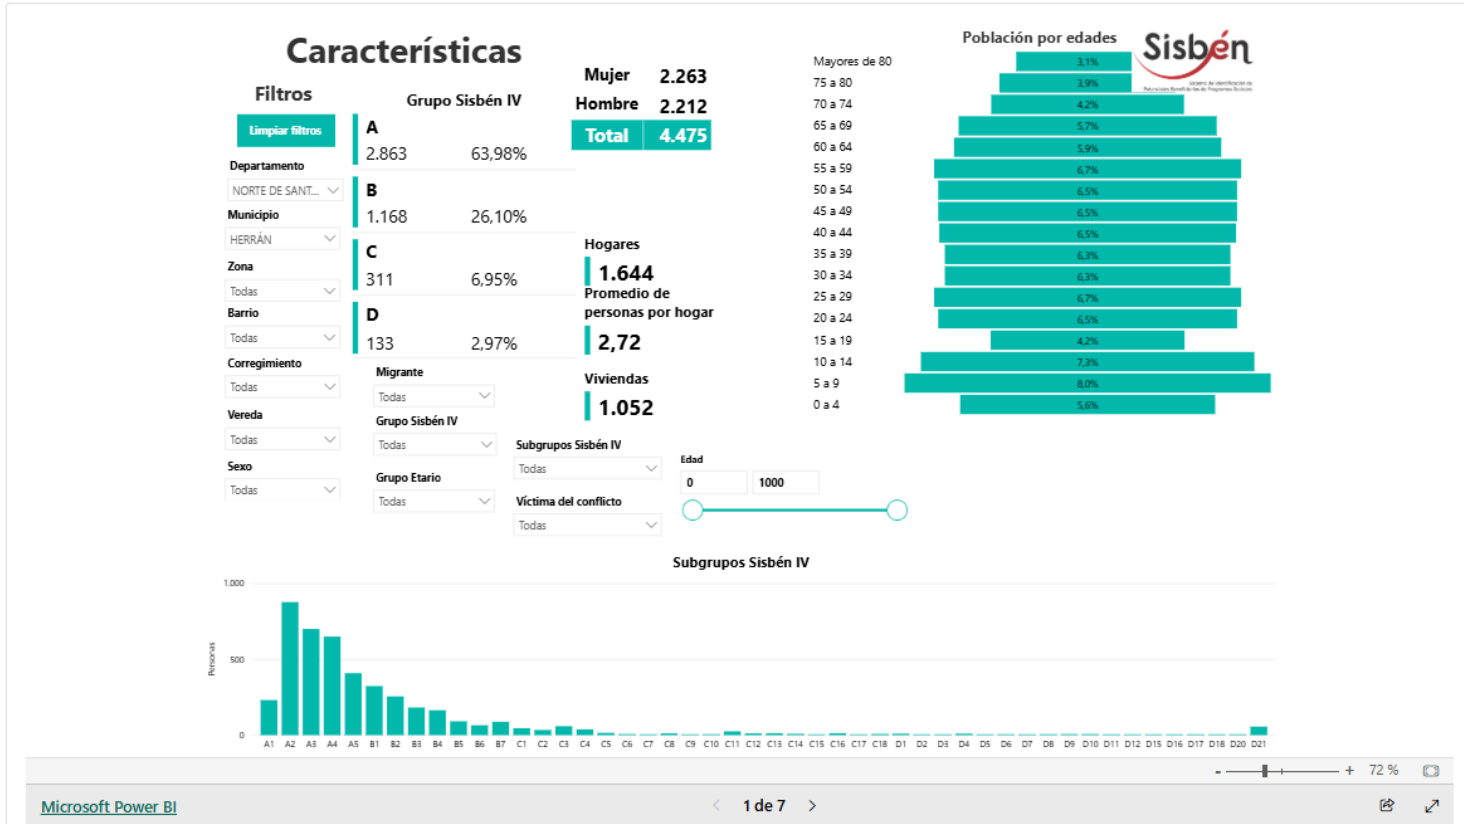 Características
Filtros
Limpiar filtros
Departamento
NORTE DE SANT...
Municipio
HERRÁN
Zona
Todas
Barrio
Todas
Corregimiento
Todas
Vereda
Todas
Sexo
Todas
Grupo Sisbén IV
A
2.863 63,98%
B
1.168 26,10%
C
311 6,95%
D
133 2,97%
Migrante
Todas
Grupo Sisbén IV
Todas
Grupo Etario
Todas
Mujer 2.263
Hombre 2.212
Total 4.475
Hogares
1.644
Promedio de
personas por hogar
2,72
Viviendas
1.052
Subgrupos Sisbén IV
Todas
Víctima del conflicto
Todas
Edad
0 1000
Población por edades
Sisbén
Sistema de Identificación de
Potenciales Beneficiarios de Programas Sociales
Mayores de 80 3,1%
75 a 80 3,9%
70 a 74 4,2%
65 a 69 5,7%
60 a 64 5,9%
55 a 59 6,7%
50 a 54 6,5%
45 a 49 6,5%
40 a 44 6,5%
35 a 39 6,3%
30 a 34 6,3%
25 a 29 6,7%
20 a 24 6,5%
15 a 19 4,2%
10 a 14 7,3%
5 a 9 8,0%
0 a 4 5,6%
Subgrupos Sisbén IV
Personas
1.000
500
0
A1 A2 A3 A4 A5 B1 B2 B3 B4 B5 B6 B7 C1 C2 C3 C4 C5 C6 C7 C8 C9 C10 C11 C12 C13 C14 C15 C16 C17 C18 D1 D2 D3 D4 D5 D6 D7 D8 D9 D10 D11 D12 D15 D16 D17 D18 D20 D21
- + 72 %
Microsoft Power BI
1 de 7